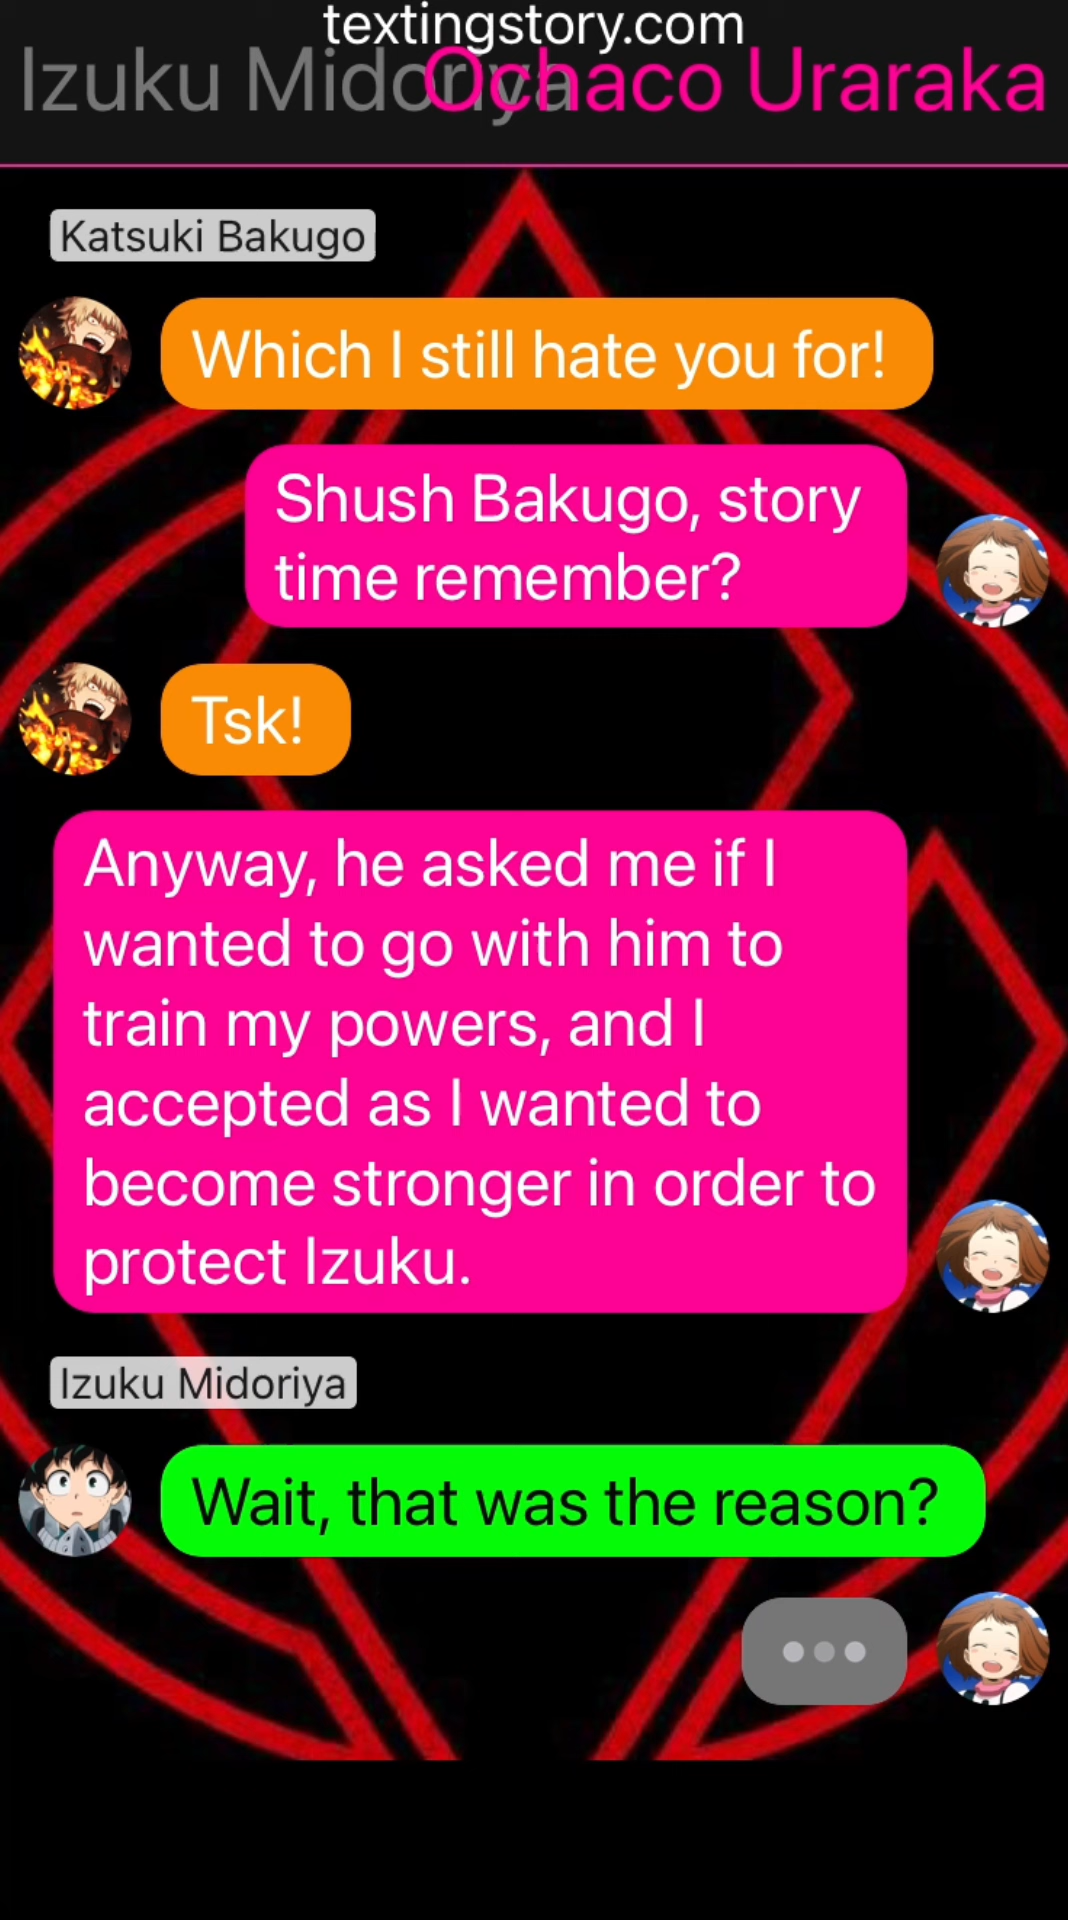 textingstory.com
Izuku Midoriya
Ochaco Uraraka
Katsuki Bakugo
Which I still hate you for!
Shush Bakugo, story
time remember?
Tsk!
Anyway, he asked me if I
wanted to go with him to
train my powers, and I
accepted as I wanted to
become stronger in order to
protect Izuku.
Izuku Midoriya
Wait, that was the reason?